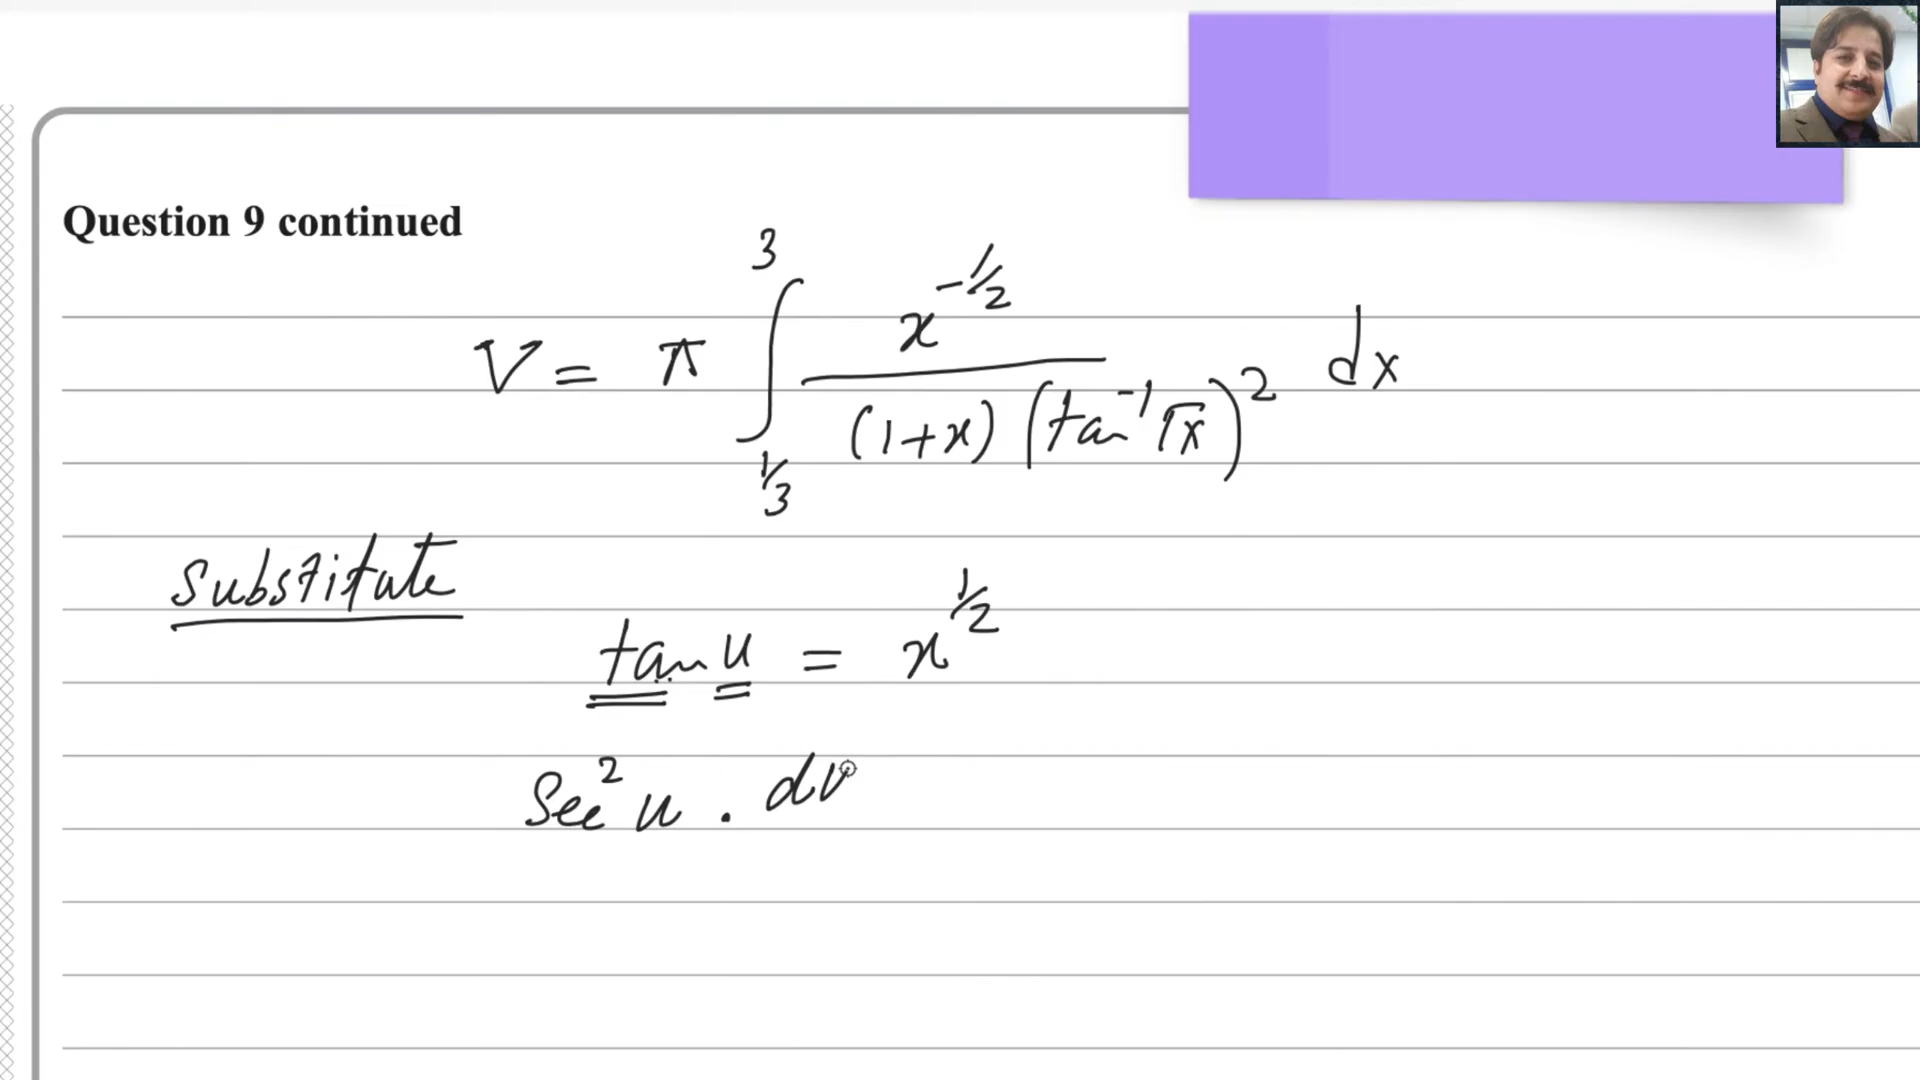 Question 9 continued
V = π ∫_{1/3}^{3} x^{-1/2} / ((1+x) (tan^{-1} √x)^2) dx
Substitute
tan u = x^{1/2}
Sec^2 u . du